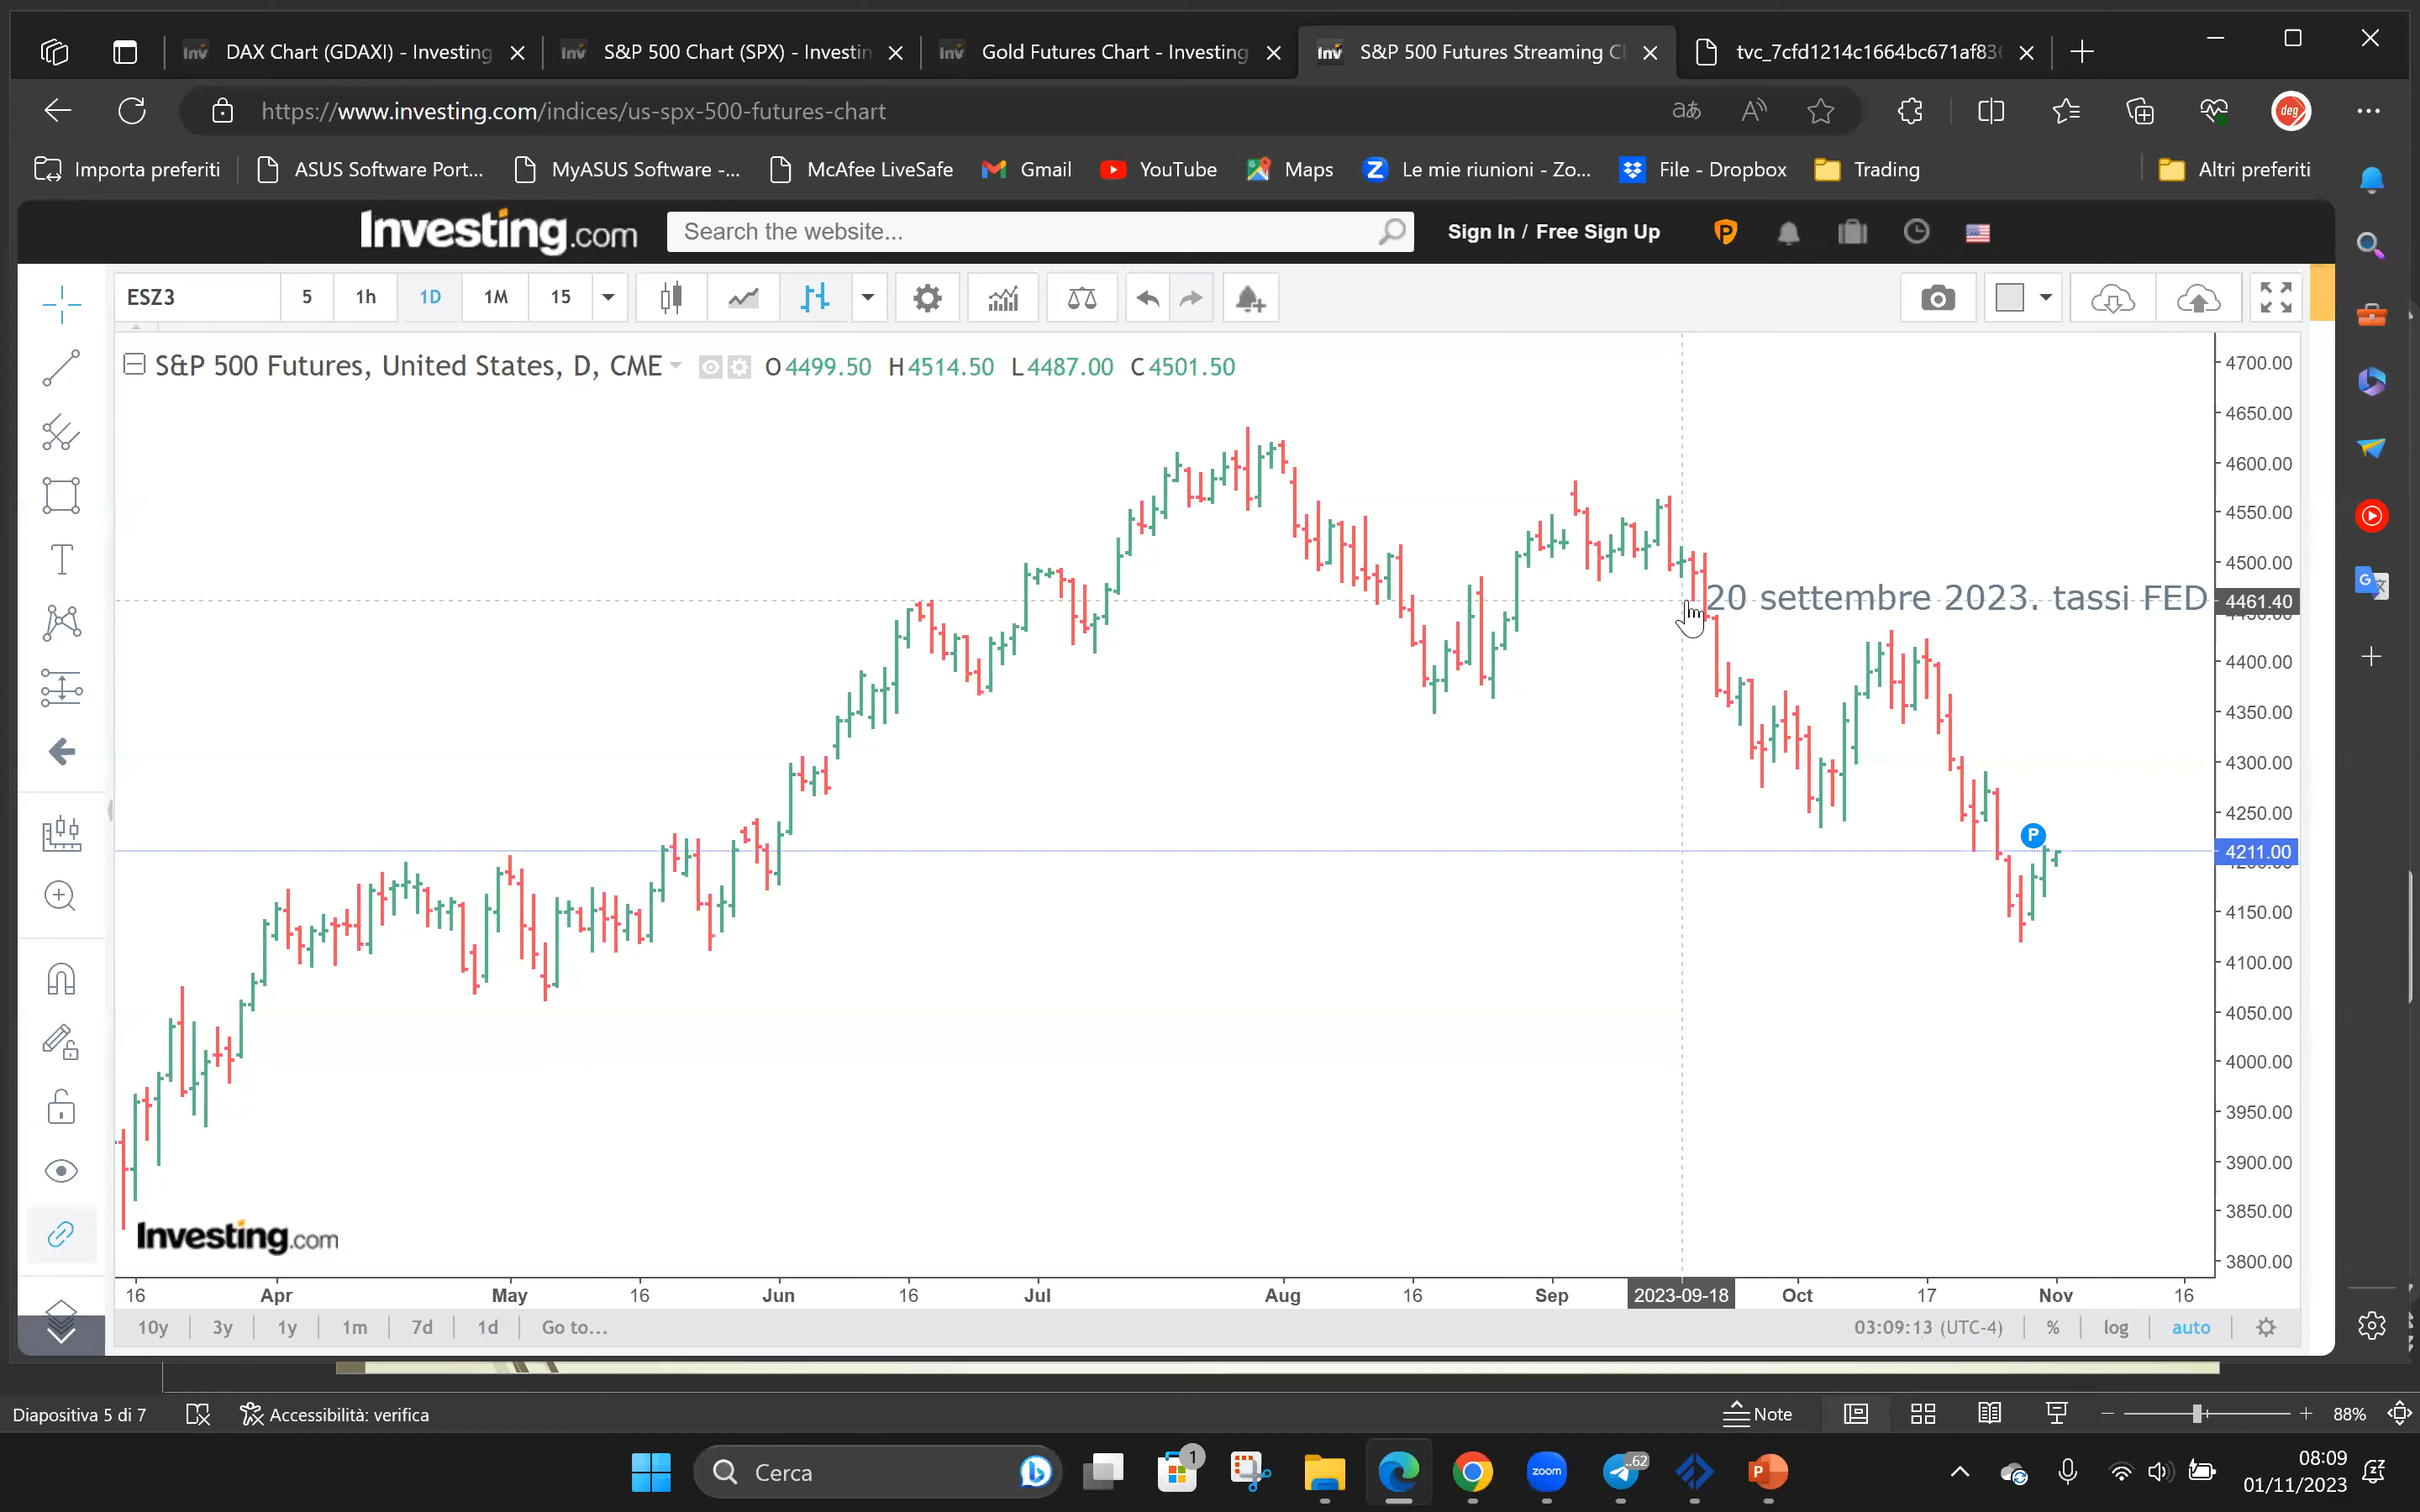 DAX Chart (GDAXI) - Investing
S&P 500 Chart (SPX) - Investin
Gold Futures Chart - Investing
S&P 500 Futures Streaming C
tvc_7cfd1214c1664bc671af83
https://www.investing.com/indices/us-spx-500-futures-chart
Importa preferiti
ASUS Software Port...
MyASUS Software -...
McAfee LiveSafe
Gmail
YouTube
Maps
Le mie riunioni - Zo...
File - Dropbox
Trading
Altri preferiti
Investing.com
Search the website...
Sign In / Free Sign Up
ESZ3 5 1h 1D 1M 15
S&P 500 Futures, United States, D, CME O4499.50 H4514.50 L4487.00 C4501.50
4700.00
4650.00
4600.00
4550.00
4500.00
20 settembre 2023. tassi FED
4461.40
4400.00
4350.00
4300.00
4250.00
P
4211.00
4150.00
4100.00
4050.00
4000.00
3950.00
3900.00
3850.00
3800.00
Investing.com
16 Apr May 16 Jun 16 Jul Aug 16 Sep 2023-09-18 Oct 17 Nov 16
10y 3y 1y 1m 7d 1d Go to... 03:09:13 (UTC-4) % log auto
Diapositiva 5 di 7
Accessibilità: verifica
Note
88%
Cerca
1
zoom
..62
08:09
01/11/2023